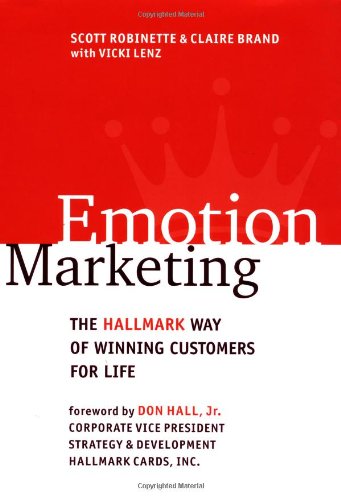 SCOTT ROBINETTE & CLAIRE BRAND
with VICKI LENZ
Emotion
Marketing
THE HALLMARK WAY
OF WINNING CUSTOMERS
FOR LIFE
foreword by DON HALL, Jr.
CORPORATE VICE PRESIDENT
STRATEGY & DEVELOPMENT
HALLMARK CARDS, INC.